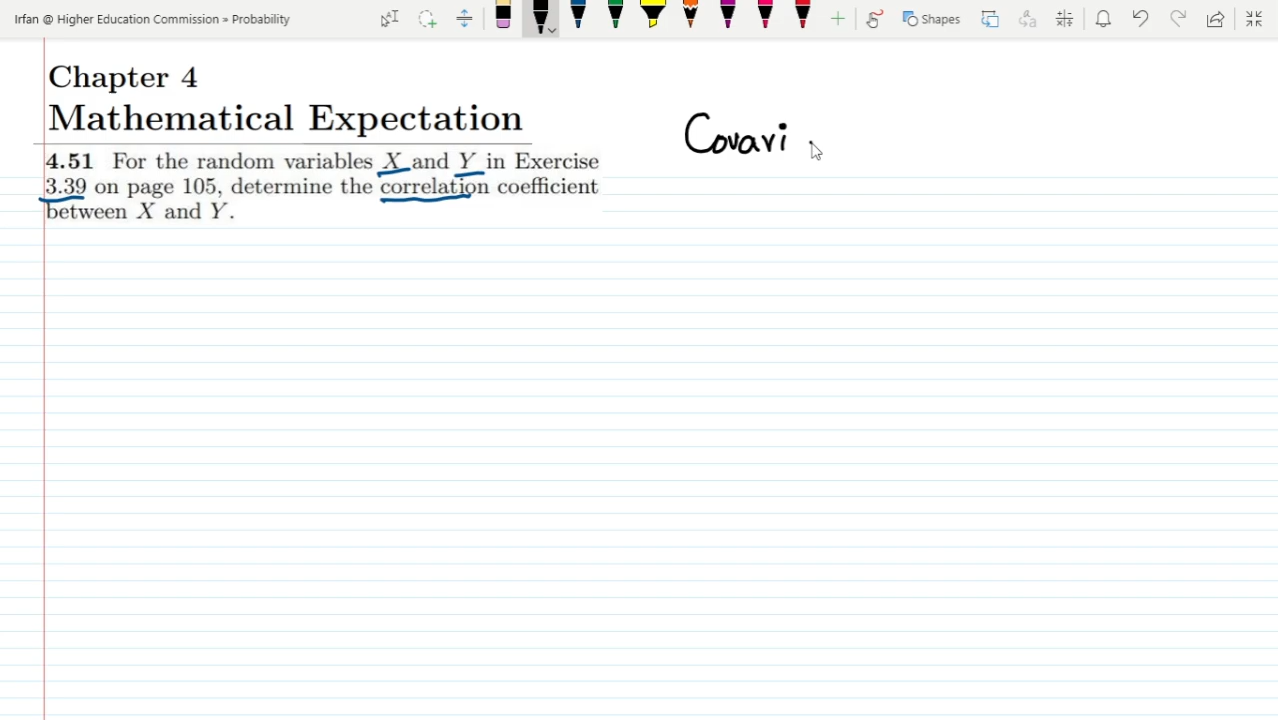 Irfan @ Higher Education Commission » Probability
Shapes
Chapter 4
Mathematical Expectation
4.51 For the random variables X and Y in Exercise
3.39 on page 105, determine the correlation coefficient
between X and Y.
Covari